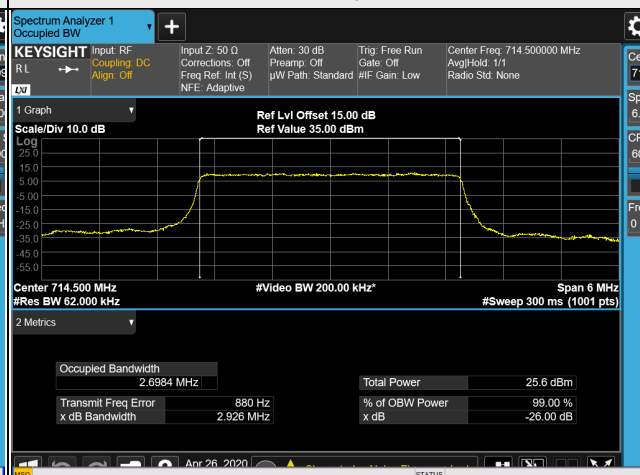 Spectrum Analyzer 1
Occupied BW
KEYSIGHT
R L
LXI
Input: RF
Coupling: DC
Align: Off
Input Z: 50 Ω
Corrections: Off
Freq Ref: Int (S)
NFE: Adaptive
Atten: 30 dB
Preamp: Off
µW Path: Standard
Trig: Free Run
Gate: Off
#IF Gain: Low
Center Freq: 714.500000 MHz
Avg|Hold: 1/1
Radio Std: None
1 Graph
Scale/Div 10.0 dB
Ref Lvl Offset 15.00 dB
Ref Value 35.00 dBm
Log
25.0
15.0
5.00
-5.00
-15.0
-25.0
-35.0
-45.0
-55.0
Center 714.500 MHz
#Res BW 62.000 kHz
#Video BW 200.00 kHz*
Span 6 MHz
#Sweep 300 ms (1001 pts)
2 Metrics
Occupied Bandwidth
2.6984 MHz
Transmit Freq Error 880 Hz
x dB Bandwidth 2.926 MHz
Total Power 25.6 dBm
% of OBW Power 99.00 %
x dB -26.00 dB
Apr 26, 2020
MSG
STATUS